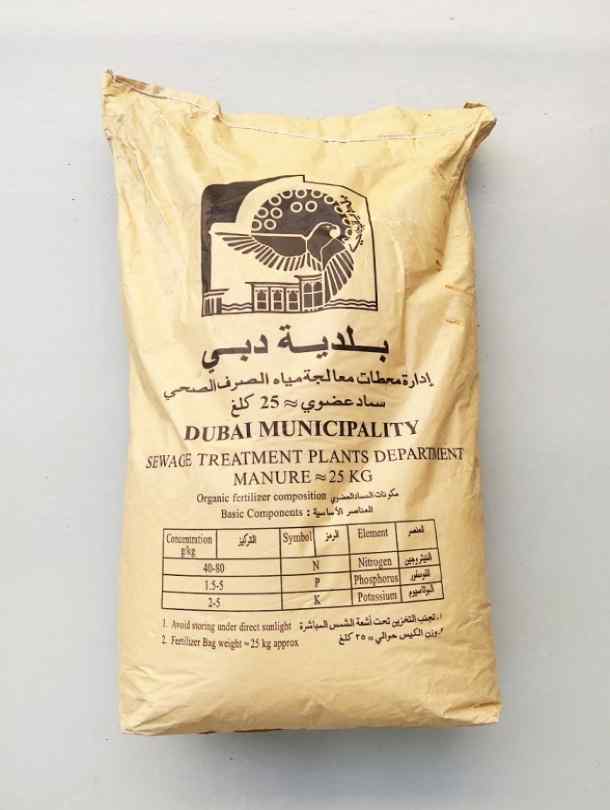 بلدية دبي
إدارة محطات معالجة مياه الصرف الصحي
سماد عضوي ≈ 25 كلغ
DUBAI MUNICIPALITY
SEWAGE TREATMENT PLANTS DEPARTMENT
MANURE ≈ 25 KG
Organic fertilizer composition مكونات السماد العضوي
Basic Components : العناصر الأساسية
Concentration g/kg التركيز Symbol الرمز Element العنصر
40-80 N Nitrogen النيتروجين
1.5-5 P Phosphorus الفوسفور
2-5 K Potassium البوتاسيوم
1. Avoid storing under direct sunlight ١. تجنب التخزين تحت أشعة الشمس المباشرة
2. Fertilizer Bag weight ≈ 25 kg approx ٢. وزن الكيس حوالي ≈ ٢٥ كلغ